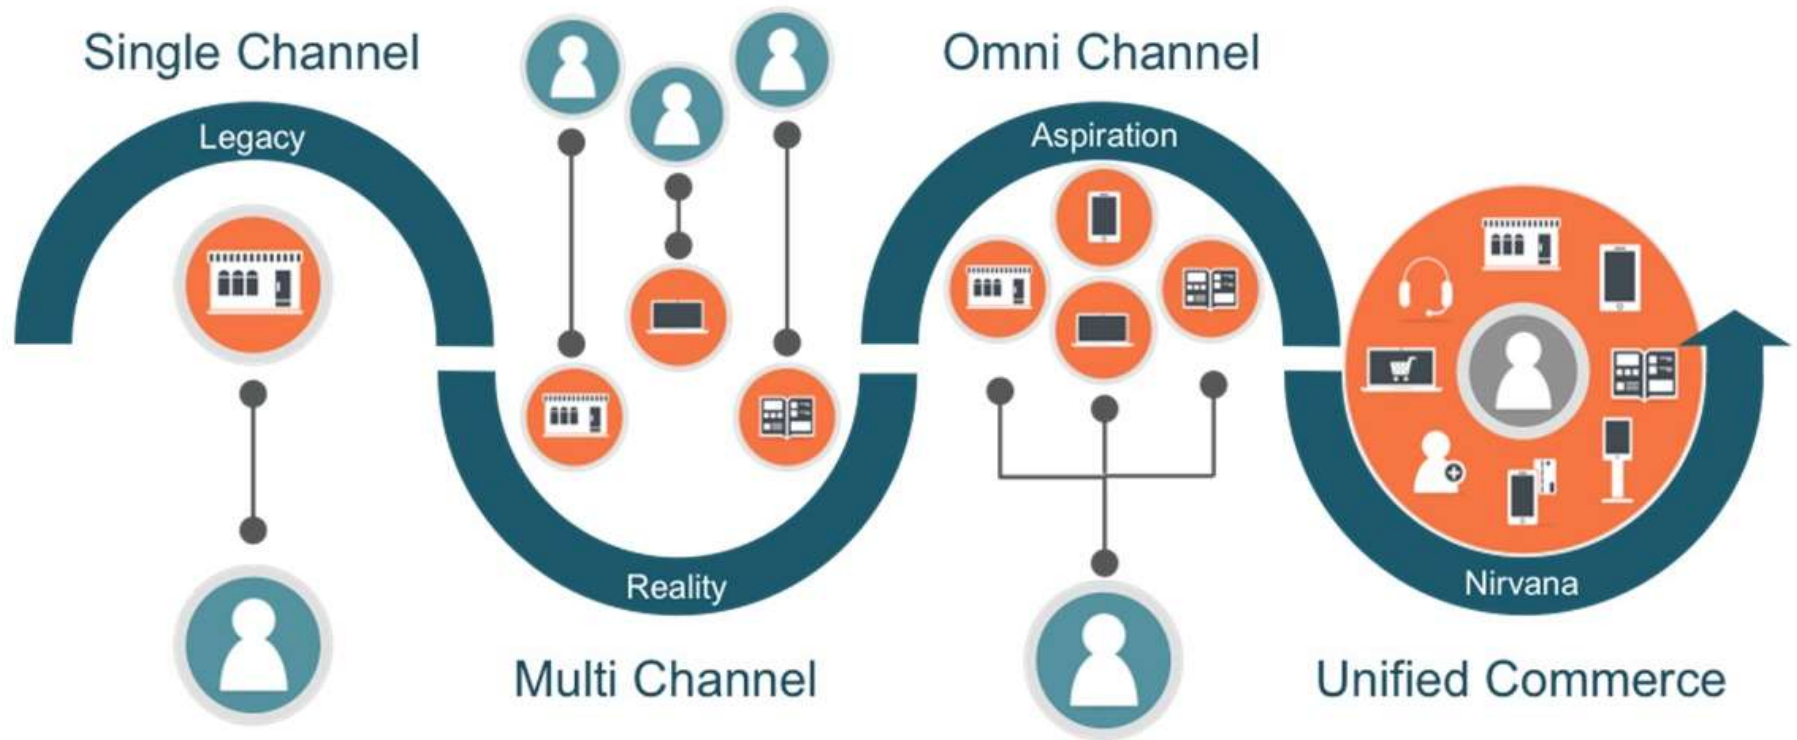 Single Channel
Legacy
Reality
Multi Channel
Omni Channel
Aspiration
Nirvana
Unified Commerce